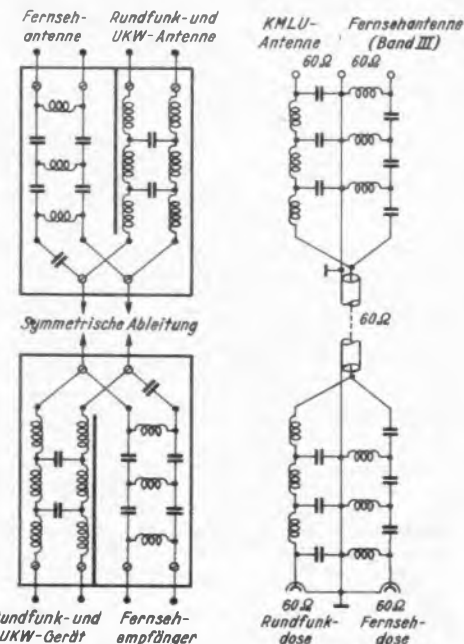 Fernseh-
antenne
Rundfunk- und
UKW-Antenne
KMLU-
Antenne
Fernsehantenne
(Band III)
60Ω 60Ω
Symmetrische Ableitung
60Ω
Rundfunk- und
UKW-Gerät
Fernseh-
empfänger
60Ω 60Ω
Rundfunk-
dose
Fernseh-
dose